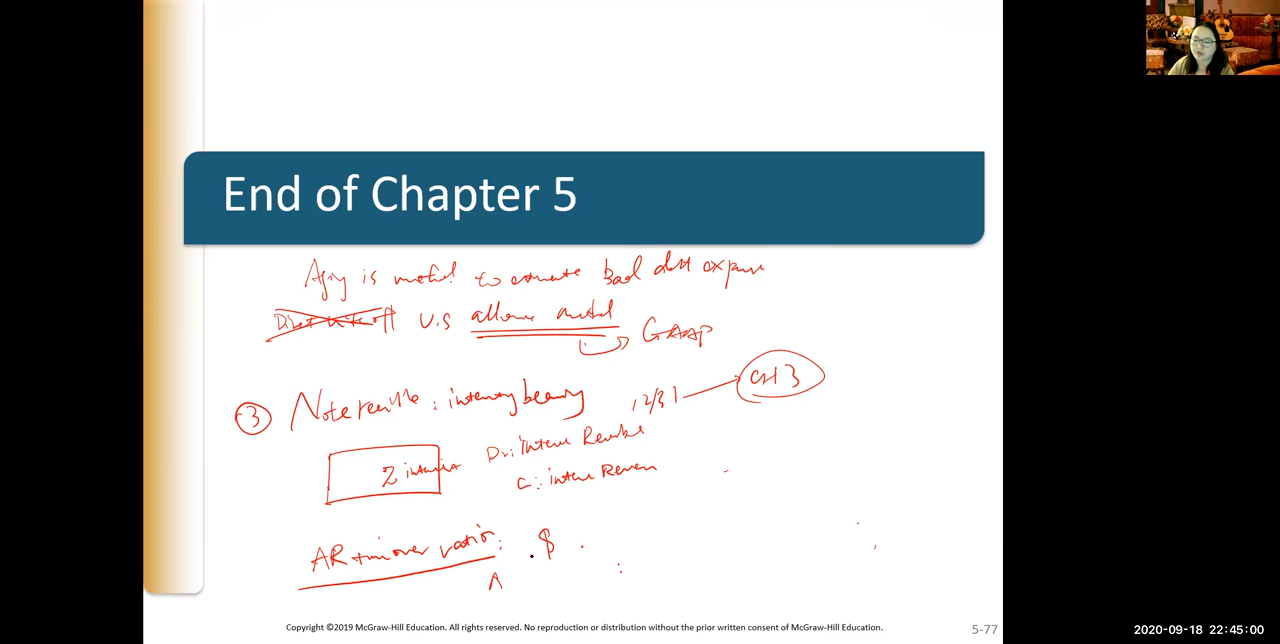 End of Chapter 5
Aging is method to estimate bad debt expense
Direct write off U.S allowance method
GAAP
③ Note receivable : interest bearing 12/31 CH 3
2 interest Dr: interest Receivable
C: interest Revenue
AR turnover ratio: $
Copyright ©2019 McGraw-Hill Education. All rights reserved. No reproduction or distribution without the prior written consent of McGraw-Hill Education.
5-77
2020-09-18 22:45:00